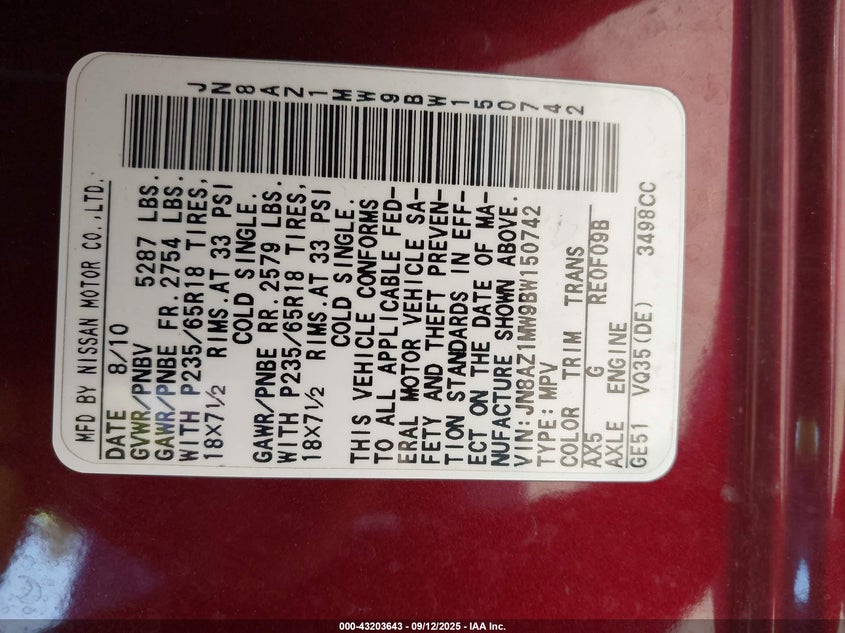 JN8AZ1MW9BW150742
MFD BY NISSAN MOTOR CO.,LTD.
DATE 8/10
GVWR/PNBV 5287 LBS.
GAWR/PNBE FR.2754 LBS.
WITH P235/65R18 TIRES,
18X7½ RIMS.AT 33 PSI
COLD SINGLE.
GAWR/PNBE RR.2579 LBS.
WITH P235/65R18 TIRES,
18X7½ RIMS.AT 33 PSI
COLD SINGLE.
THIS VEHICLE CONFORMS
TO ALL APPLICABLE FED-
ERAL MOTOR VEHICLE SA-
FETY AND THEFT PREVEN-
TION STANDARDS IN EFF-
ECT ON THE DATE OF MA-
NUFACTURE SHOWN ABOVE.
VIN:JN8AZ1MW9BW150742
TYPE:MPV
COLOR TRIM TRANS
AX5 G RE0F09B
AXLE ENGINE
GE51 VQ35(DE) 3498CC
000-43203643 - 09/12/2025 - IAA Inc.